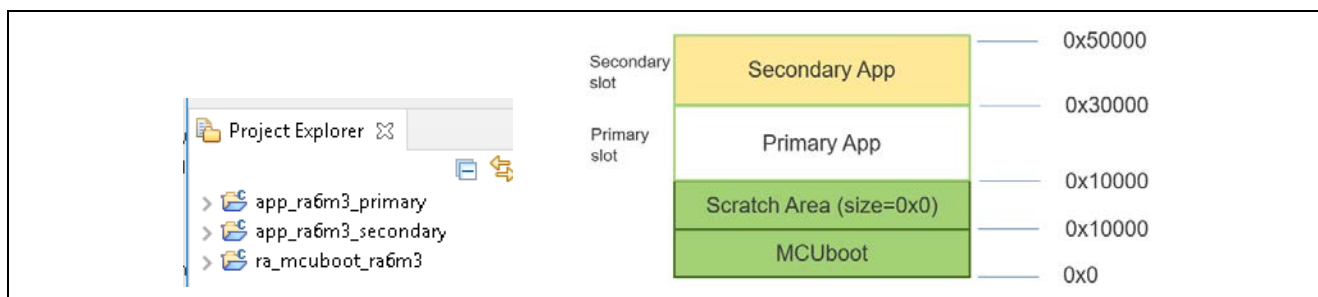 Project Explorer
app_ra6m3_primary
app_ra6m3_secondary
ra_mcuboot_ra6m3
Secondary
slot
Secondary App
0x50000
0x30000
Primary
slot
Primary App
0x10000
Scratch Area (size=0x0)
0x10000
MCUboot
0x0